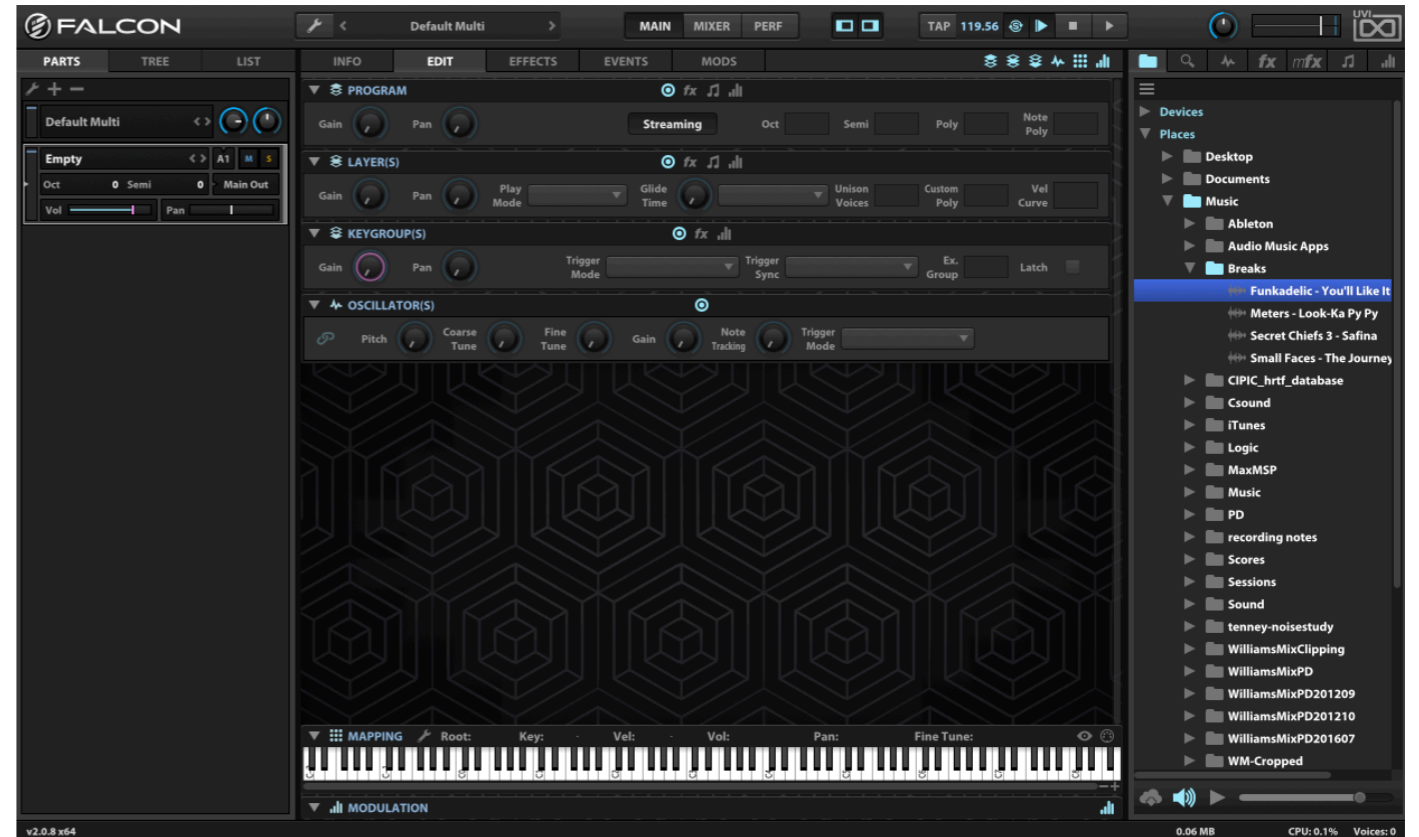 FALCON
Default Multi
MAIN MIXER PERF
TAP 119.56
UVI
PARTS TREE LIST
INFO EDIT EFFECTS EVENTS MODS
fx mfx
Default Multi
Empty A1 M S
Oct 0 Semi 0 Main Out
Vol Pan
PROGRAM fx
Gain Pan Streaming Oct Semi Poly Note Poly
LAYER(S) fx
Gain Pan Play Mode Glide Time Unison Voices Custom Poly Vel Curve
KEYGROUP(S) fx
Gain Pan Trigger Mode Trigger Sync Ex. Group Latch
OSCILLATOR(S)
Pitch Coarse Tune Fine Tune Gain Note Tracking Trigger Mode
MAPPING Root: Key: - Vel: - Vol: Pan: Fine Tune:
MODULATION
Devices
Places
Desktop
Documents
Music
Ableton
Audio Music Apps
Breaks
Funkadelic - You'll Like It
Meters - Look-Ka Py Py
Secret Chiefs 3 - Safina
Small Faces - The Journey
CIPIC_hrtf_database
Csound
iTunes
Logic
MaxMSP
Music
PD
recording notes
Scores
Sessions
Sound
tenney-noisestudy
WilliamsMixClipping
WilliamsMixPD
WilliamsMixPD201209
WilliamsMixPD201210
WilliamsMixPD201607
WM-Cropped
v2.0.8 x64
0.06 MB CPU: 0.1% Voices: 0